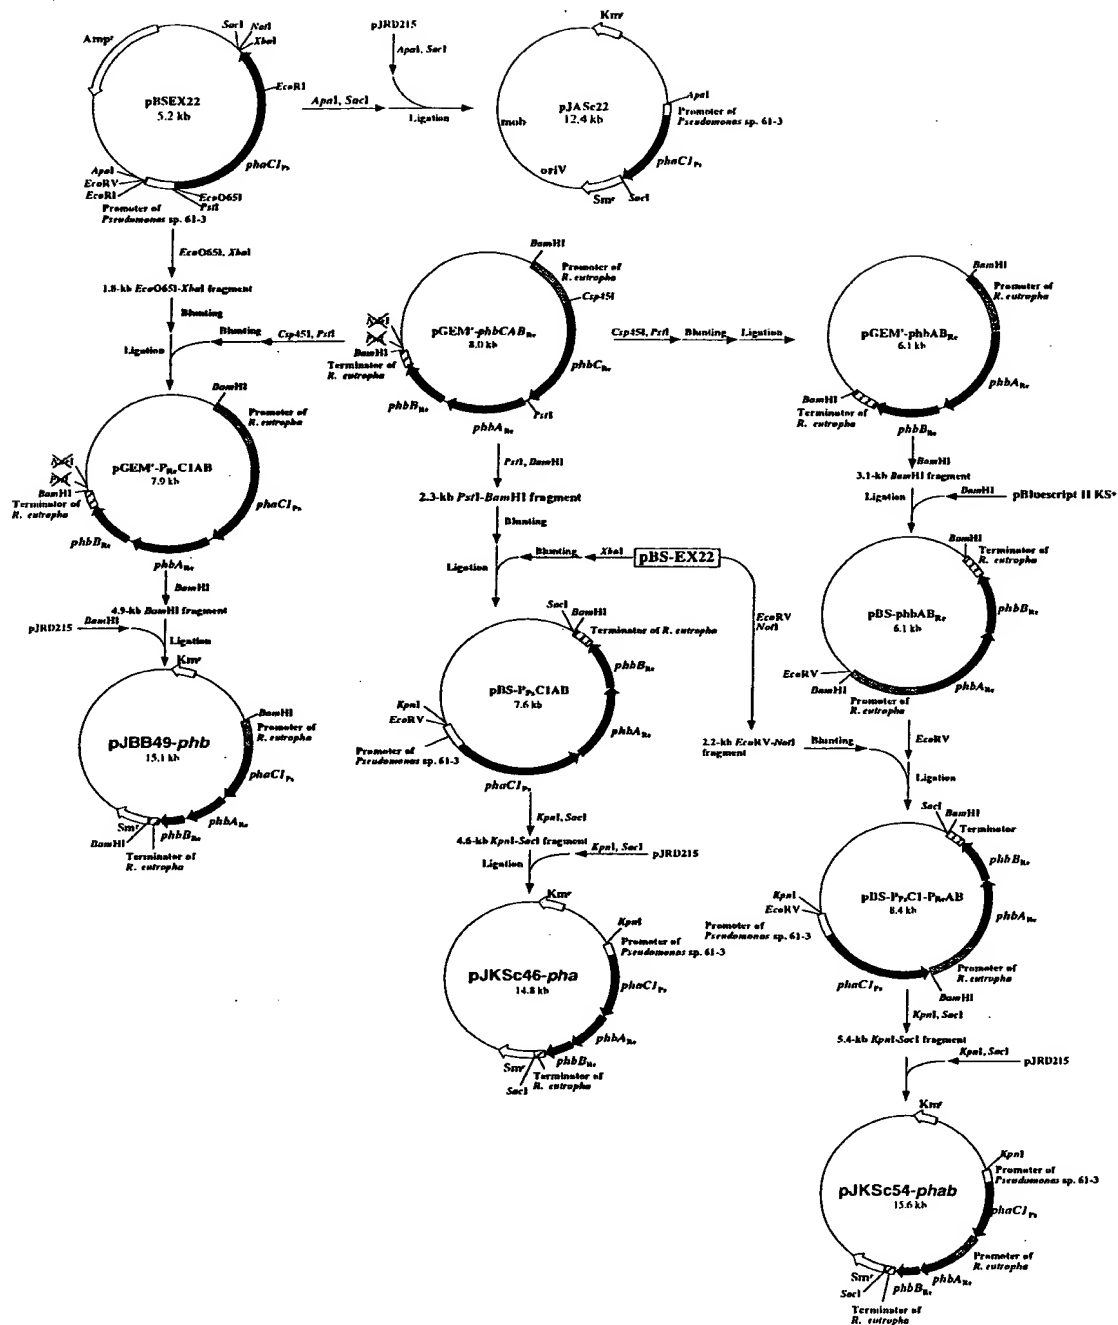 SacI
NotI
XbaI
Ampʳ
EcoRI
pBSEX22
5.2 kb
phaC1Ps
ApaI
EcoRV
EcoRI
EcoO65I
PstI
Promoter of
Pseudomonas sp. 61-3
ApaI, SacI
pJRD215
ApaI, SacI
Ligation
Kmʳ
ApaI
Promoter of
Pseudomonas sp. 61-3
pJASc22
12.4 kb
mob
oriV
phaC1Ps
Smʳ
SacI
EcoO65I, XbaI
1.8-kb EcoO65I-XbaI fragment
Blunting
Ligation
Blunting
Csp45I, PstI
BamHI
Promoter of
R. eutropha
Csp45I
pGEM'-phbCABRe
8.0 kb
BamHI
Terminator of
R. eutropha
phbCRe
phbBRe
PstI
phbARe
Csp45I, PstI
Blunting
Ligation
BamHI
Promoter of
R. eutropha
pGEM'-phbABRe
6.1 kb
BamHI
Terminator of
R. eutropha
phbARe
phbBRe
BamHI
Promoter of
R. eutropha
pGEM'-PReC1AB
7.9 kb
BamHI
Terminator of
R. eutropha
phaC1Ps
phbBRe
phbARe
PstI, BamHI
2.3-kb PstI-BamHI fragment
Blunting
Ligation
Blunting
XbaI
pBS-EX22
EcoRV
NotI
BamHI
3.1-kb BamHI fragment
Ligation
BamHI
pBluescript II KS⁺
BamHI
Terminator of
R. eutropha
phbBRe
pBS-phbABRe
6.1 kb
EcoRV
BamHI
phbARe
Promoter of
R. eutropha
BamHI
4.9-kb BamHI fragment
pJRD215
BamHI
Ligation
Kmʳ
BamHI
Promoter of
R. eutropha
pJBB49-phb
15.1 kb
phaC1Ps
Smʳ
phbARe
BamHI
phbBRe
Terminator of
R. eutropha
SacI
BamHI
Terminator of R. eutropha
phbBRe
pBS-PPsC1AB
7.6 kb
KpnI
EcoRV
phbARe
Promoter of
Pseudomonas sp. 61-3
phaC1Ps
2.2-kb EcoRV-NotI
fragment
Blunting
EcoRV
Ligation
KpnI, SacI
4.6-kb KpnI-SacI fragment
Ligation
KpnI, SacI
pJRD215
Kmʳ
KpnI
Promoter of
Pseudomonas sp. 61-3
pJKSc46-pha
14.8 kb
phaC1Ps
phbARe
Smʳ
phbBRe
SacI
Terminator of
R. eutropha
SacI
BamHI
Terminator
phbBRe
KpnI
EcoRV
pBS-PPsC1-PReAB
8.4 kb
phbARe
Promoter of
Pseudomonas sp. 61-3
phaC1Ps
Promoter of
R. eutropha
BamHI
KpnI, SacI
5.4-kb KpnI-SacI fragment
KpnI, SacI
pJRD215
Ligation
Kmʳ
KpnI
Promoter of
Pseudomonas sp. 61-3
pJKSc54-phab
15.6 kb
phaC1Ps
Smʳ
Promoter of
R. eutropha
SacI
phbBRe
phbARe
Terminator of
R. eutropha